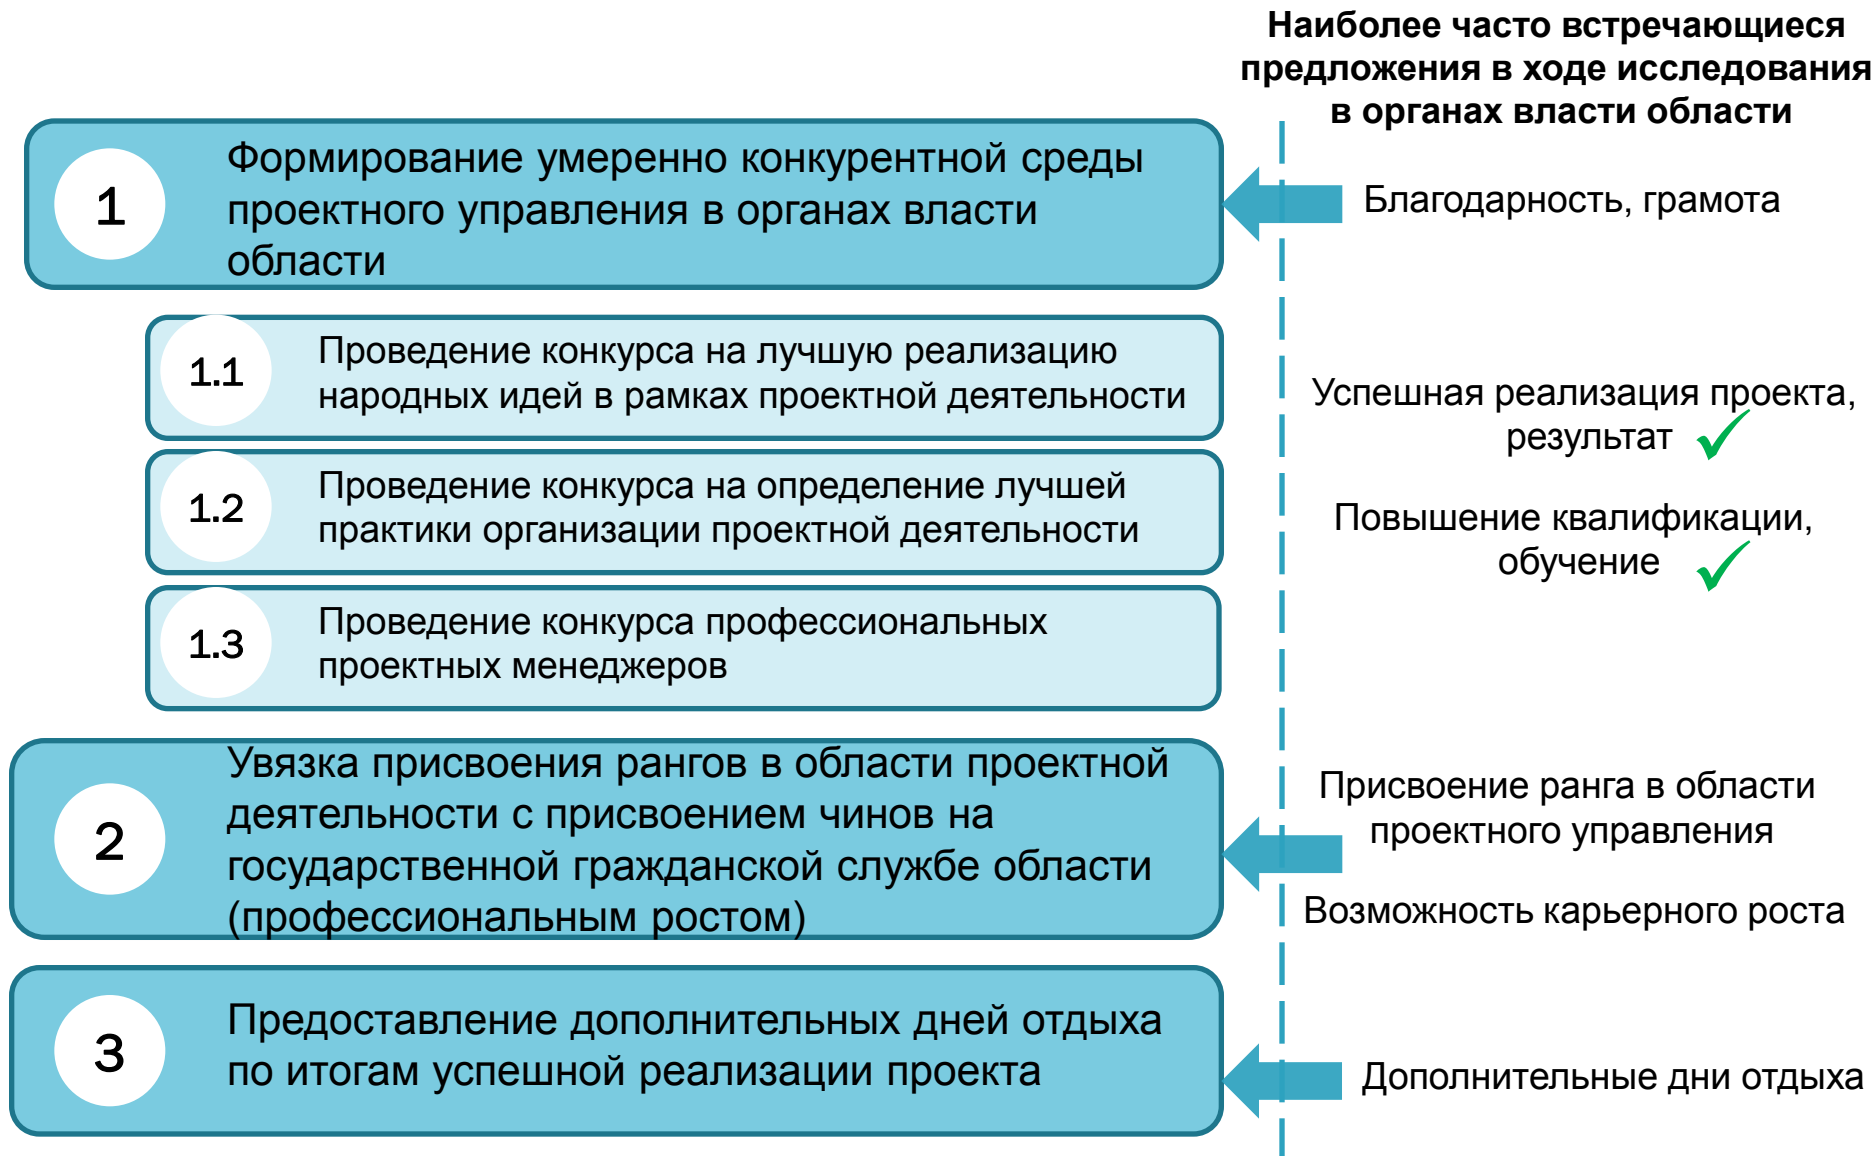 Наиболее часто встречающиеся
предложения в ходе исследования
в органах власти области
1
Формирование умеренно конкурентной среды
проектного управления в органах власти
области
Благодарность, грамота
1.1
Проведение конкурса на лучшую реализацию
народных идей в рамках проектной деятельности
Успешная реализация проекта,
результат
1.2
Проведение конкурса на определение лучшей
практики организации проектной деятельности
Повышение квалификации,
обучение
1.3
Проведение конкурса профессиональных
проектных менеджеров
2
Увязка присвоения рангов в области проектной
деятельности с присвоением чинов на
государственной гражданской службе области
(профессиональным ростом)
Присвоение ранга в области
проектного управления
Возможность карьерного роста
3
Предоставление дополнительных дней отдыха
по итогам успешной реализации проекта
Дополнительные дни отдыха